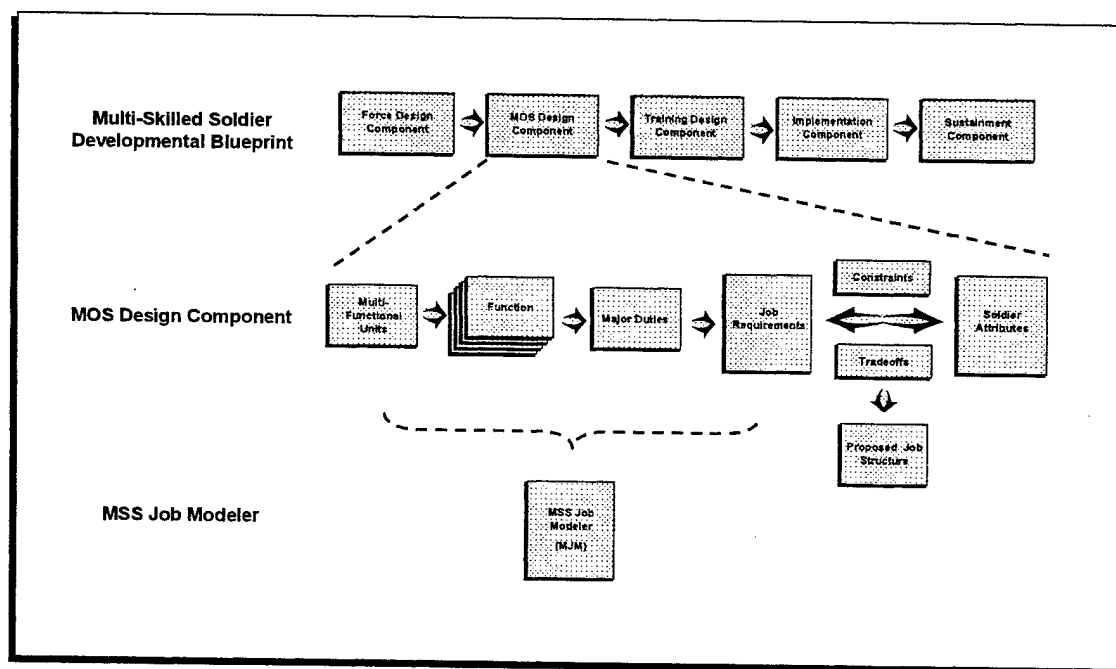 Multi-Skilled Soldier
Developmental Blueprint
Force Design
Component
MOS Design
Component
Training Design
Component
Implementation
Component
Sustainment
Component
MOS Design Component
Multi-
Functional
Units
Function
Major Duties
Job
Requirements
Constraints
Tradeoffs
Soldier
Attributes
Proposed Job
Structure
MSS Job Modeler
MSS Job
Modeler
(MJM)